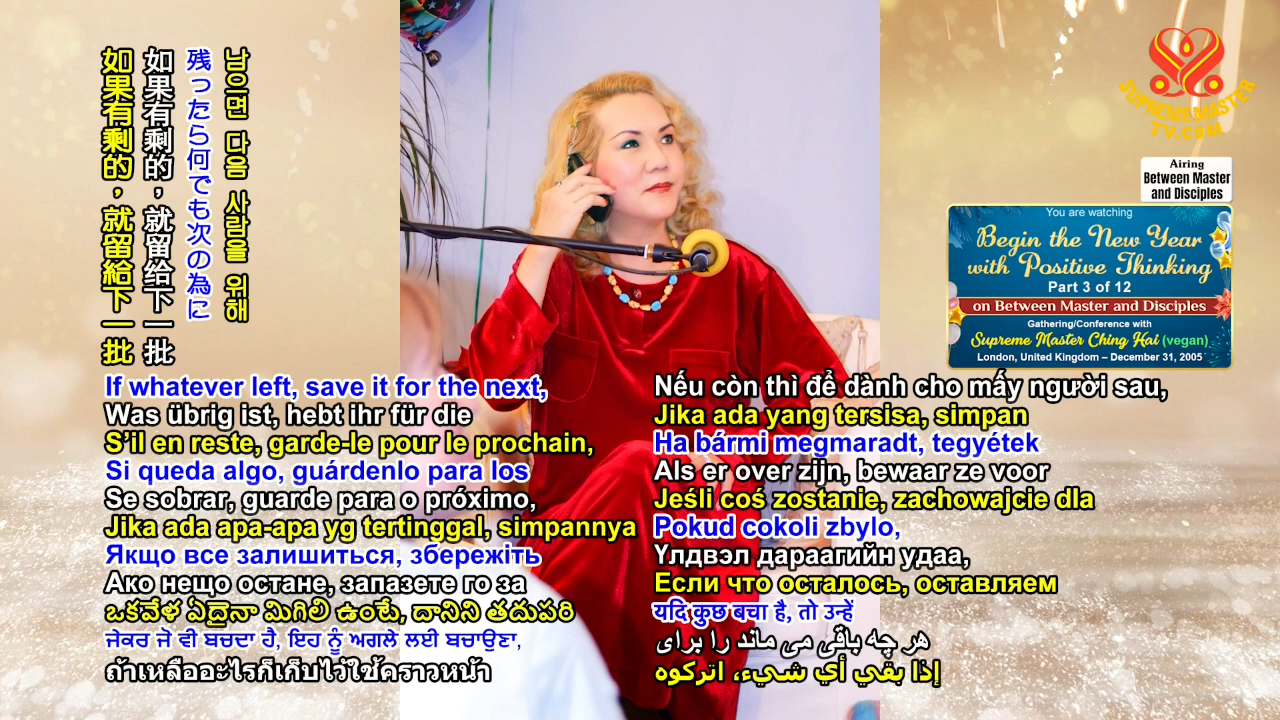 如果有剩的，就留給下一批
如果有剩的，就留给下一批
残ったら何でも次の為に
남으면 다음 사람을 위해
SUPREME MASTER
TV.COM
Airing
Between Master
and Disciples
You are watching
Begin the New Year
with Positive Thinking
Part 3 of 12
on Between Master and Disciples
Gathering/Conference with
Supreme Master Ching Hai (vegan)
London, United Kingdom – December 31, 2005
If whatever left, save it for the next,
Was übrig ist, hebt ihr für die
S’il en reste, garde-le pour le prochain,
Si queda algo, guárdenlo para los
Se sobrar, guarde para o próximo,
Jika ada apa-apa yg tertinggal, simpannya
Якщо все залишиться, збережіть
Ако нещо остане, запазете го за
ఒకవేళ ఏదైనా మిగిలి ఉంటే, దానిని తదుపరి
ਜੇਕਰ ਜੋ ਵੀ ਬਚਦਾ ਹੈ, ਇਹ ਨੂੰ ਅਗਲੇ ਲਈ ਬਚਾਉਣਾ,
ถ้าเหลืออะไรก็เก็บไว้ใช้คราวหน้า
Nếu còn thì để dành cho mấy người sau,
Jika ada yang tersisa, simpan
Ha bármi megmaradt, tegyétek
Als er over zijn, bewaar ze voor
Jeśli coś zostanie, zachowajcie dla
Pokud cokoli zbylo,
Үлдвэл дараагийн удаа,
Если что осталось, оставляем
यदि कुछ बचा है, तो उन्हें
هر چه باقی می ماند را برای
إذا بقي أي شيء، اتركوه